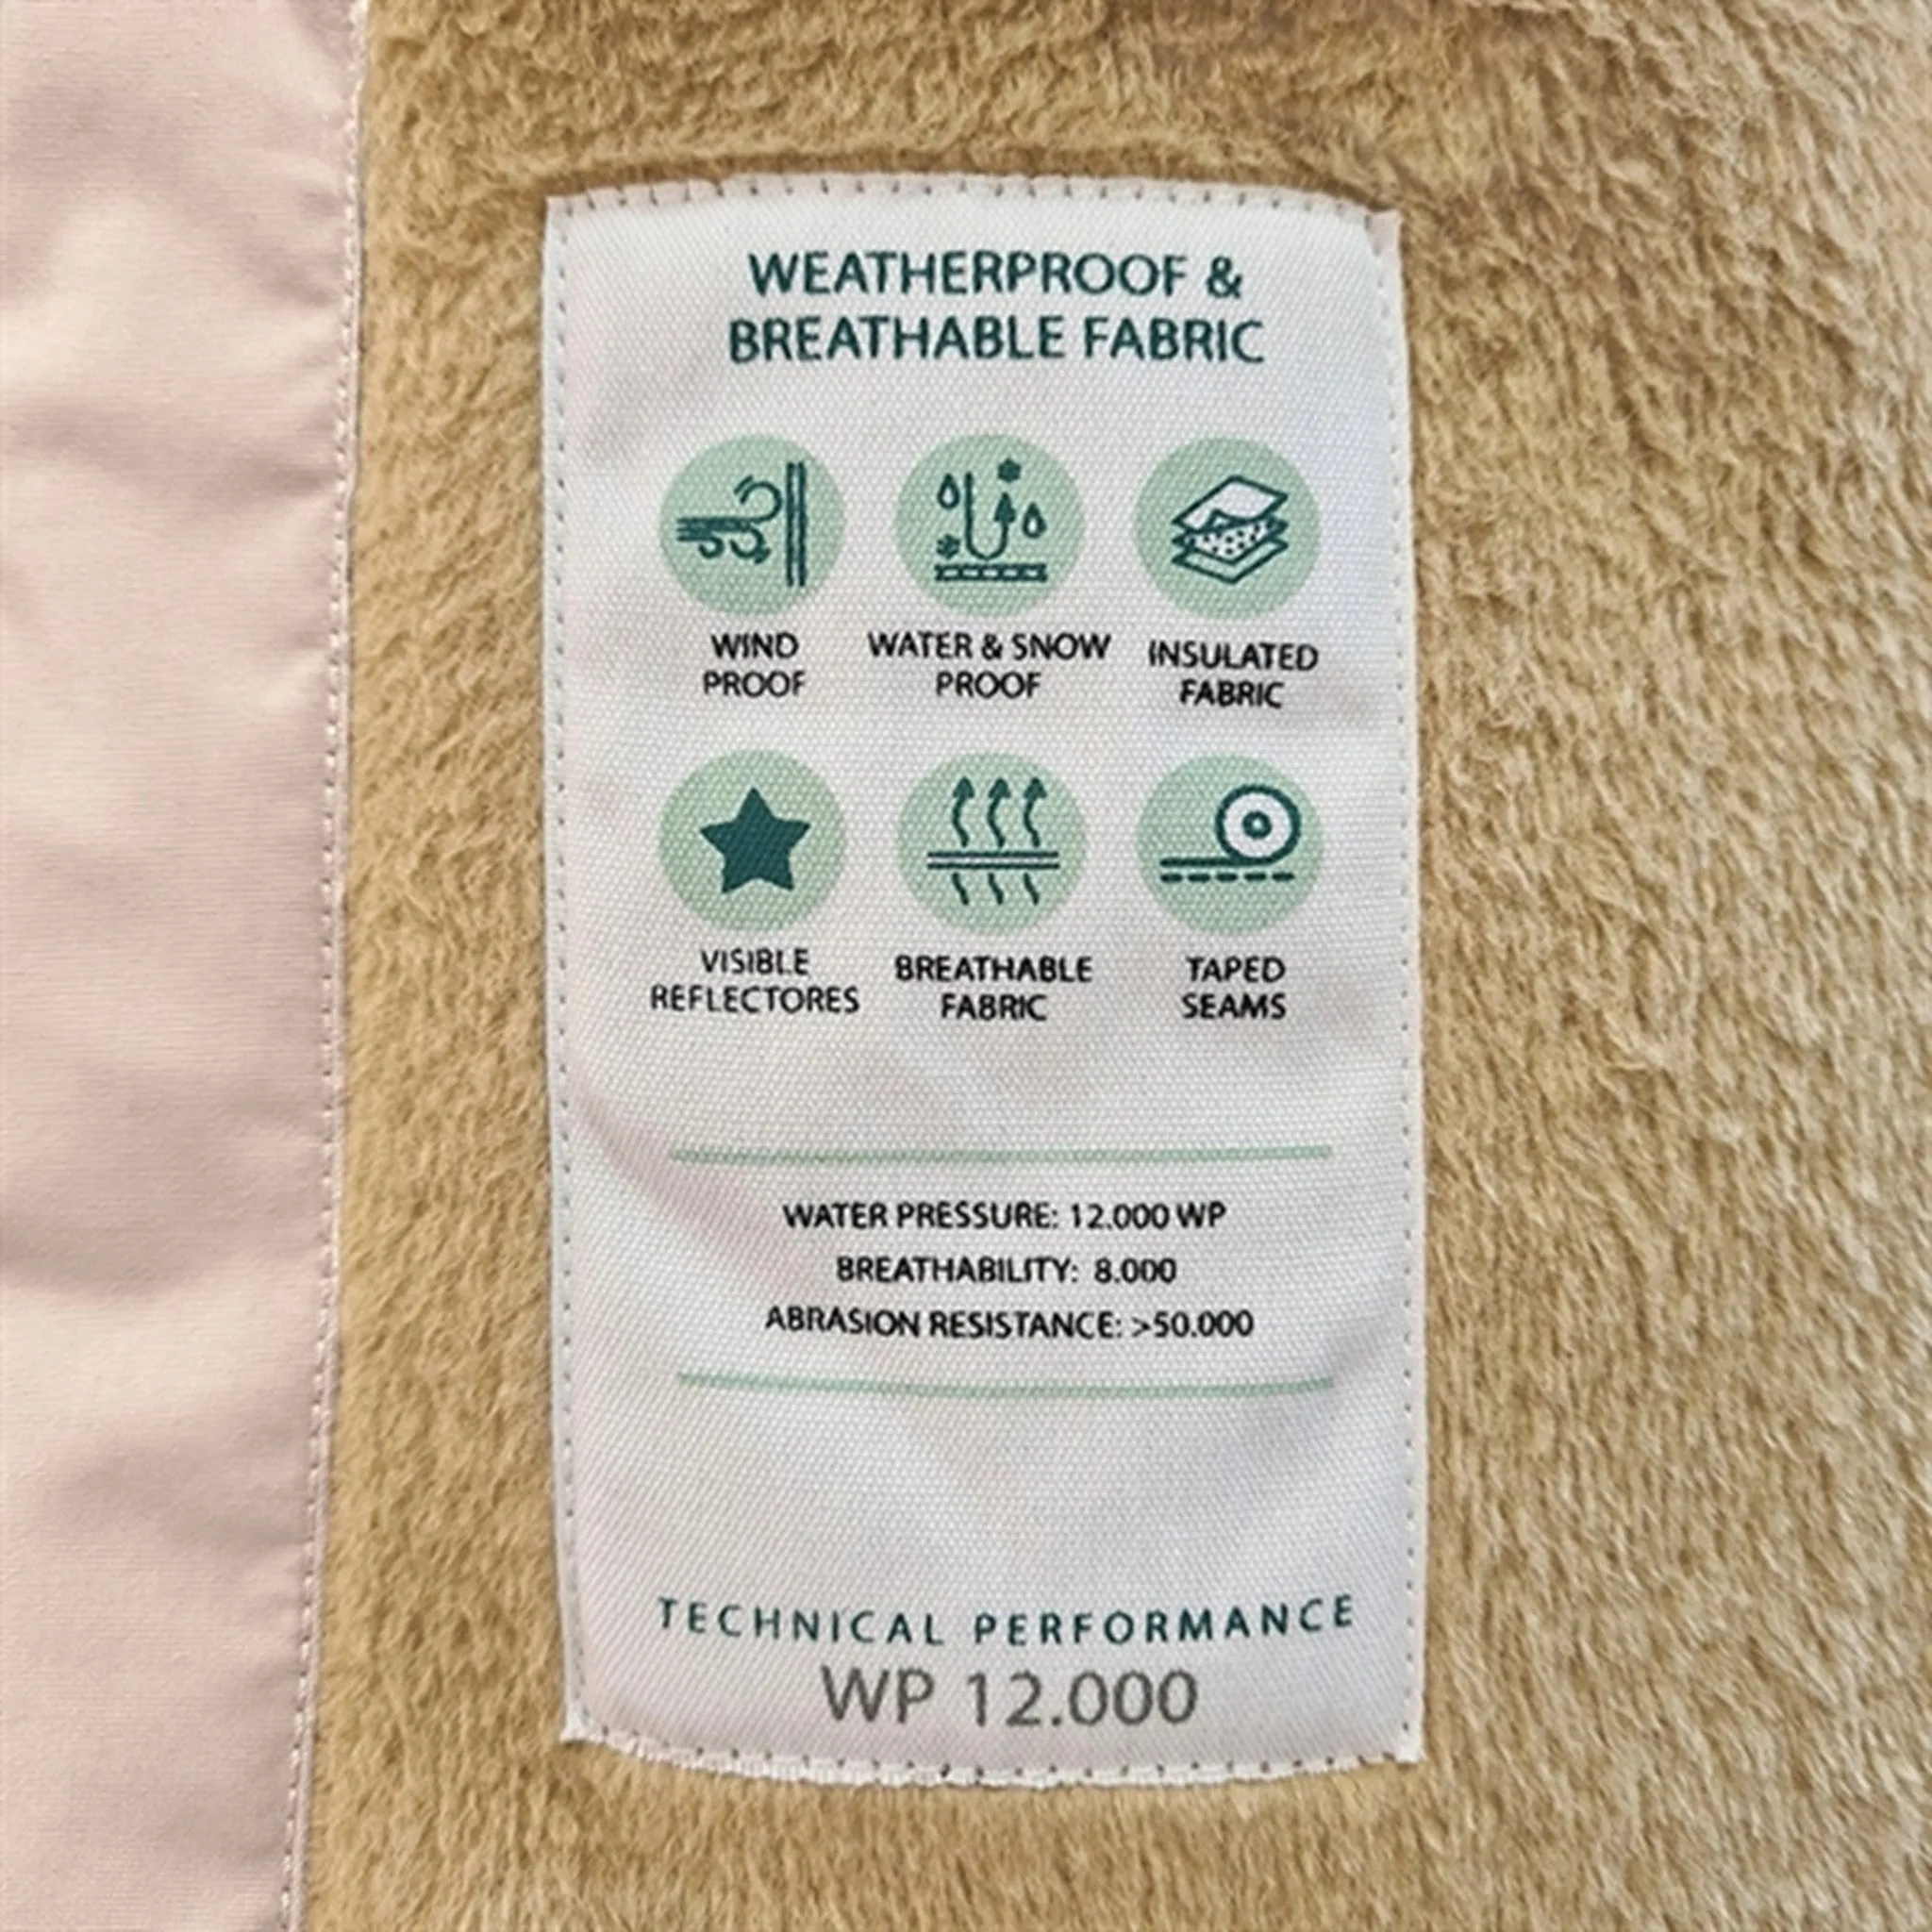 WEATHERPROOF &
BREATHABLE FABRIC
WIND
PROOF
WATER & SNOW
PROOF
INSULATED
FABRIC
VISIBLE
REFLECTORES
BREATHABLE
FABRIC
TAPED
SEAMS
WATER PRESSURE: 12.000 WP
BREATHABILITY: 8.000
ABRASION RESISTANCE: >50.000
TECHNICAL PERFORMANCE
WP 12.000